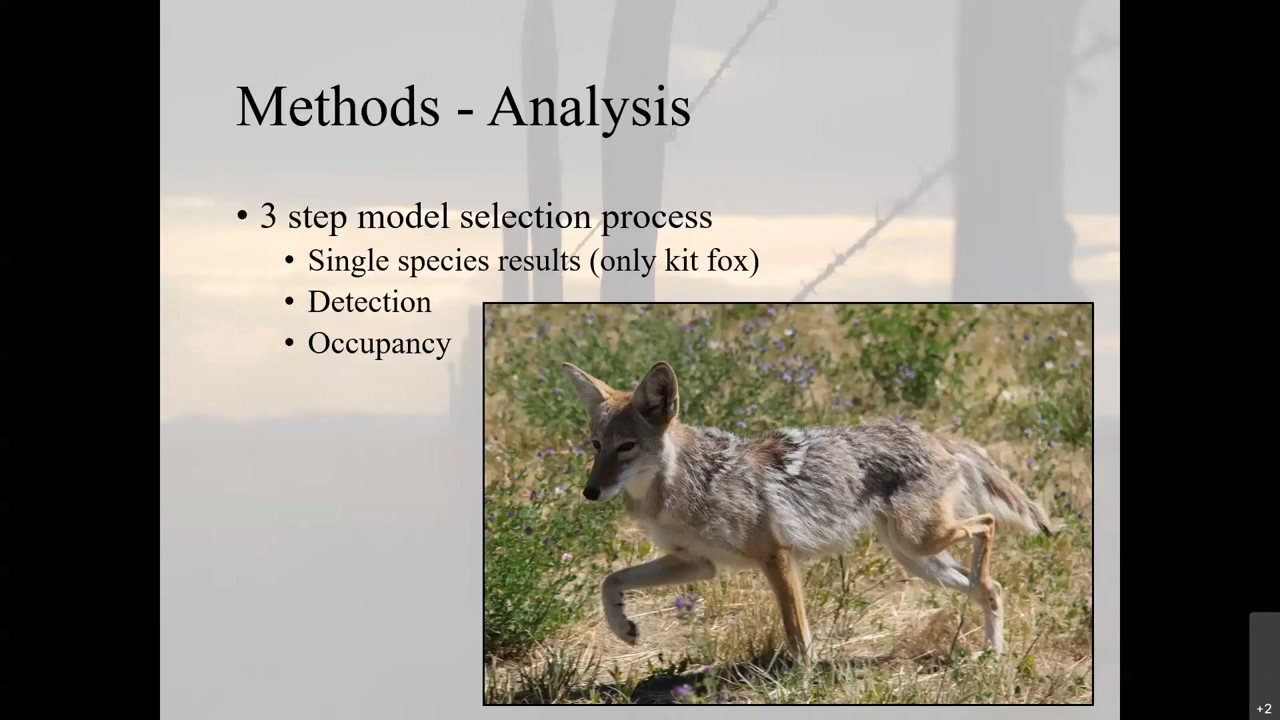 Methods - Analysis
• 3 step model selection process
• Single species results (only kit fox)
• Detection
• Occupancy
+2